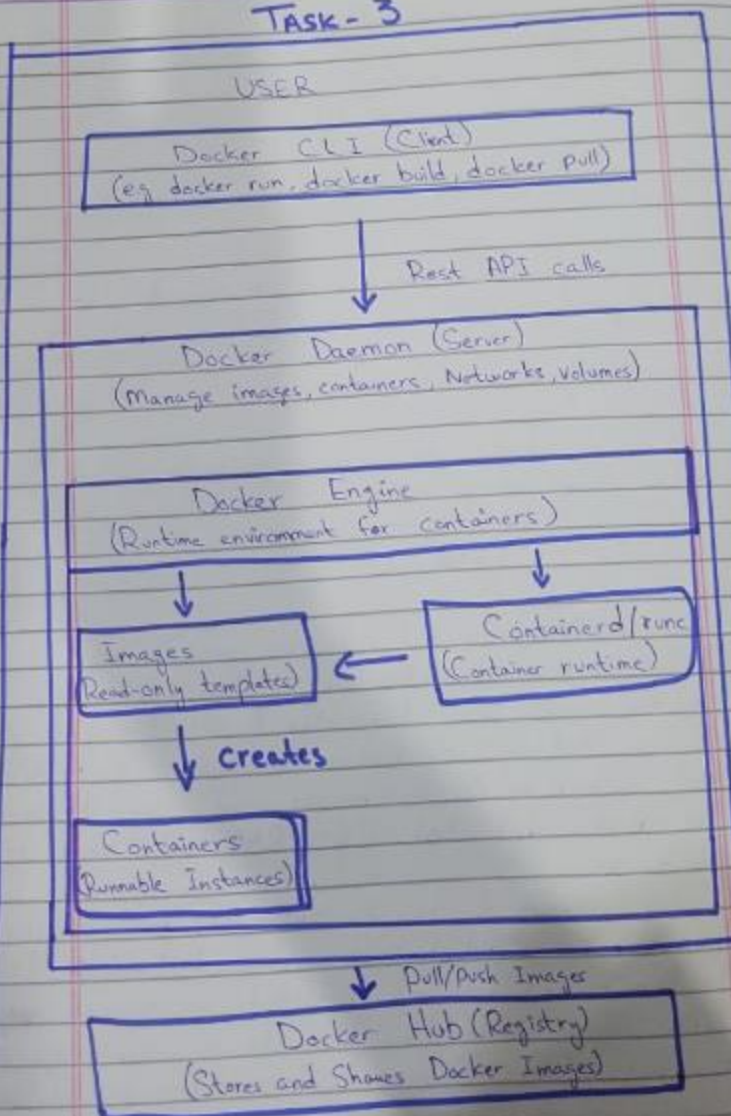 TASK - 3
USER
Docker CLI (Client)
(eg docker run, docker build, docker pull)
Rest API calls
Docker Daemon (Server)
(Manage images, containers, Networks, volumes)
Docker Engine
(Runtime environment for containers)
Images
(Read-only templates)
Containerd/runc
(Container runtime)
creates
Containers
(Runnable Instances)
Pull/Push Images
Docker Hub (Registry)
(Stores and Shares Docker Images)